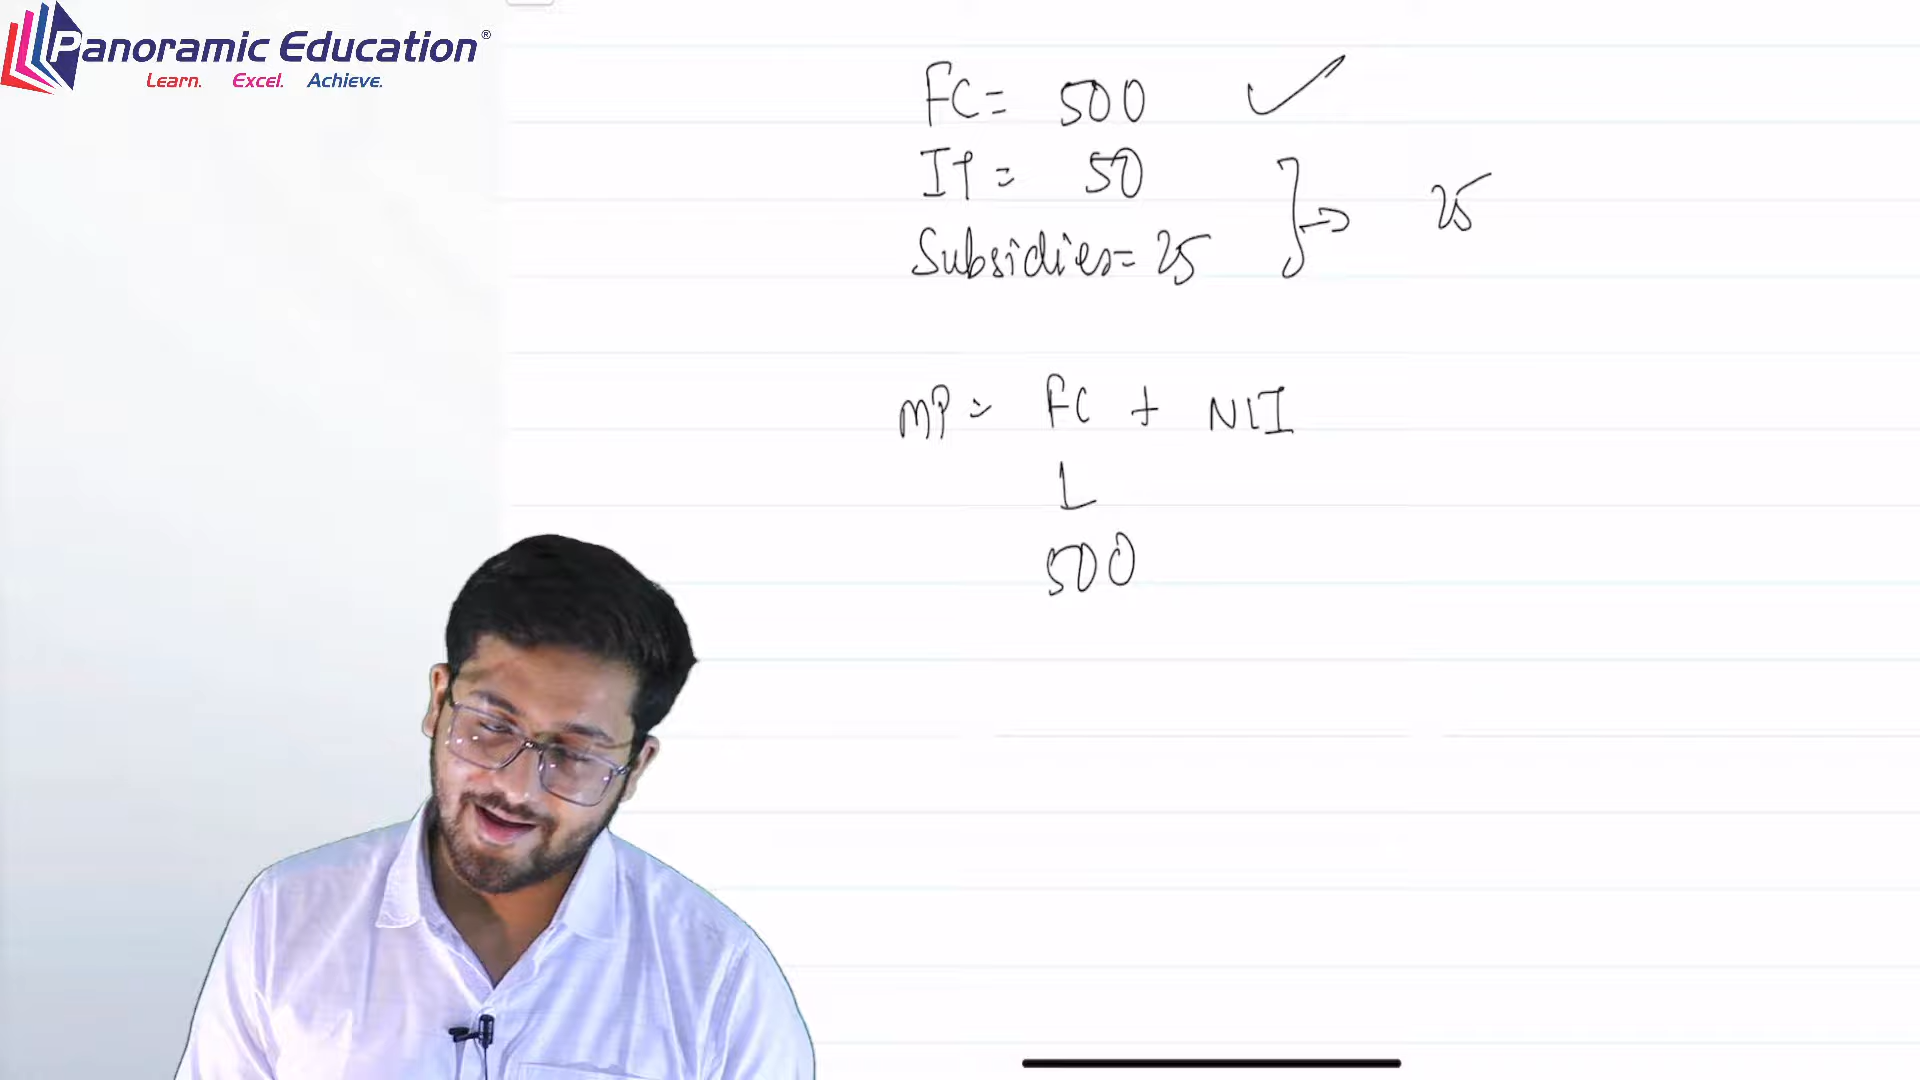 Panoramic Education®
Learn. Excel. Achieve.
FC = 500 ✓
IT = 50
Subsidies = 25 } → 25
MP = FC + NIT
500